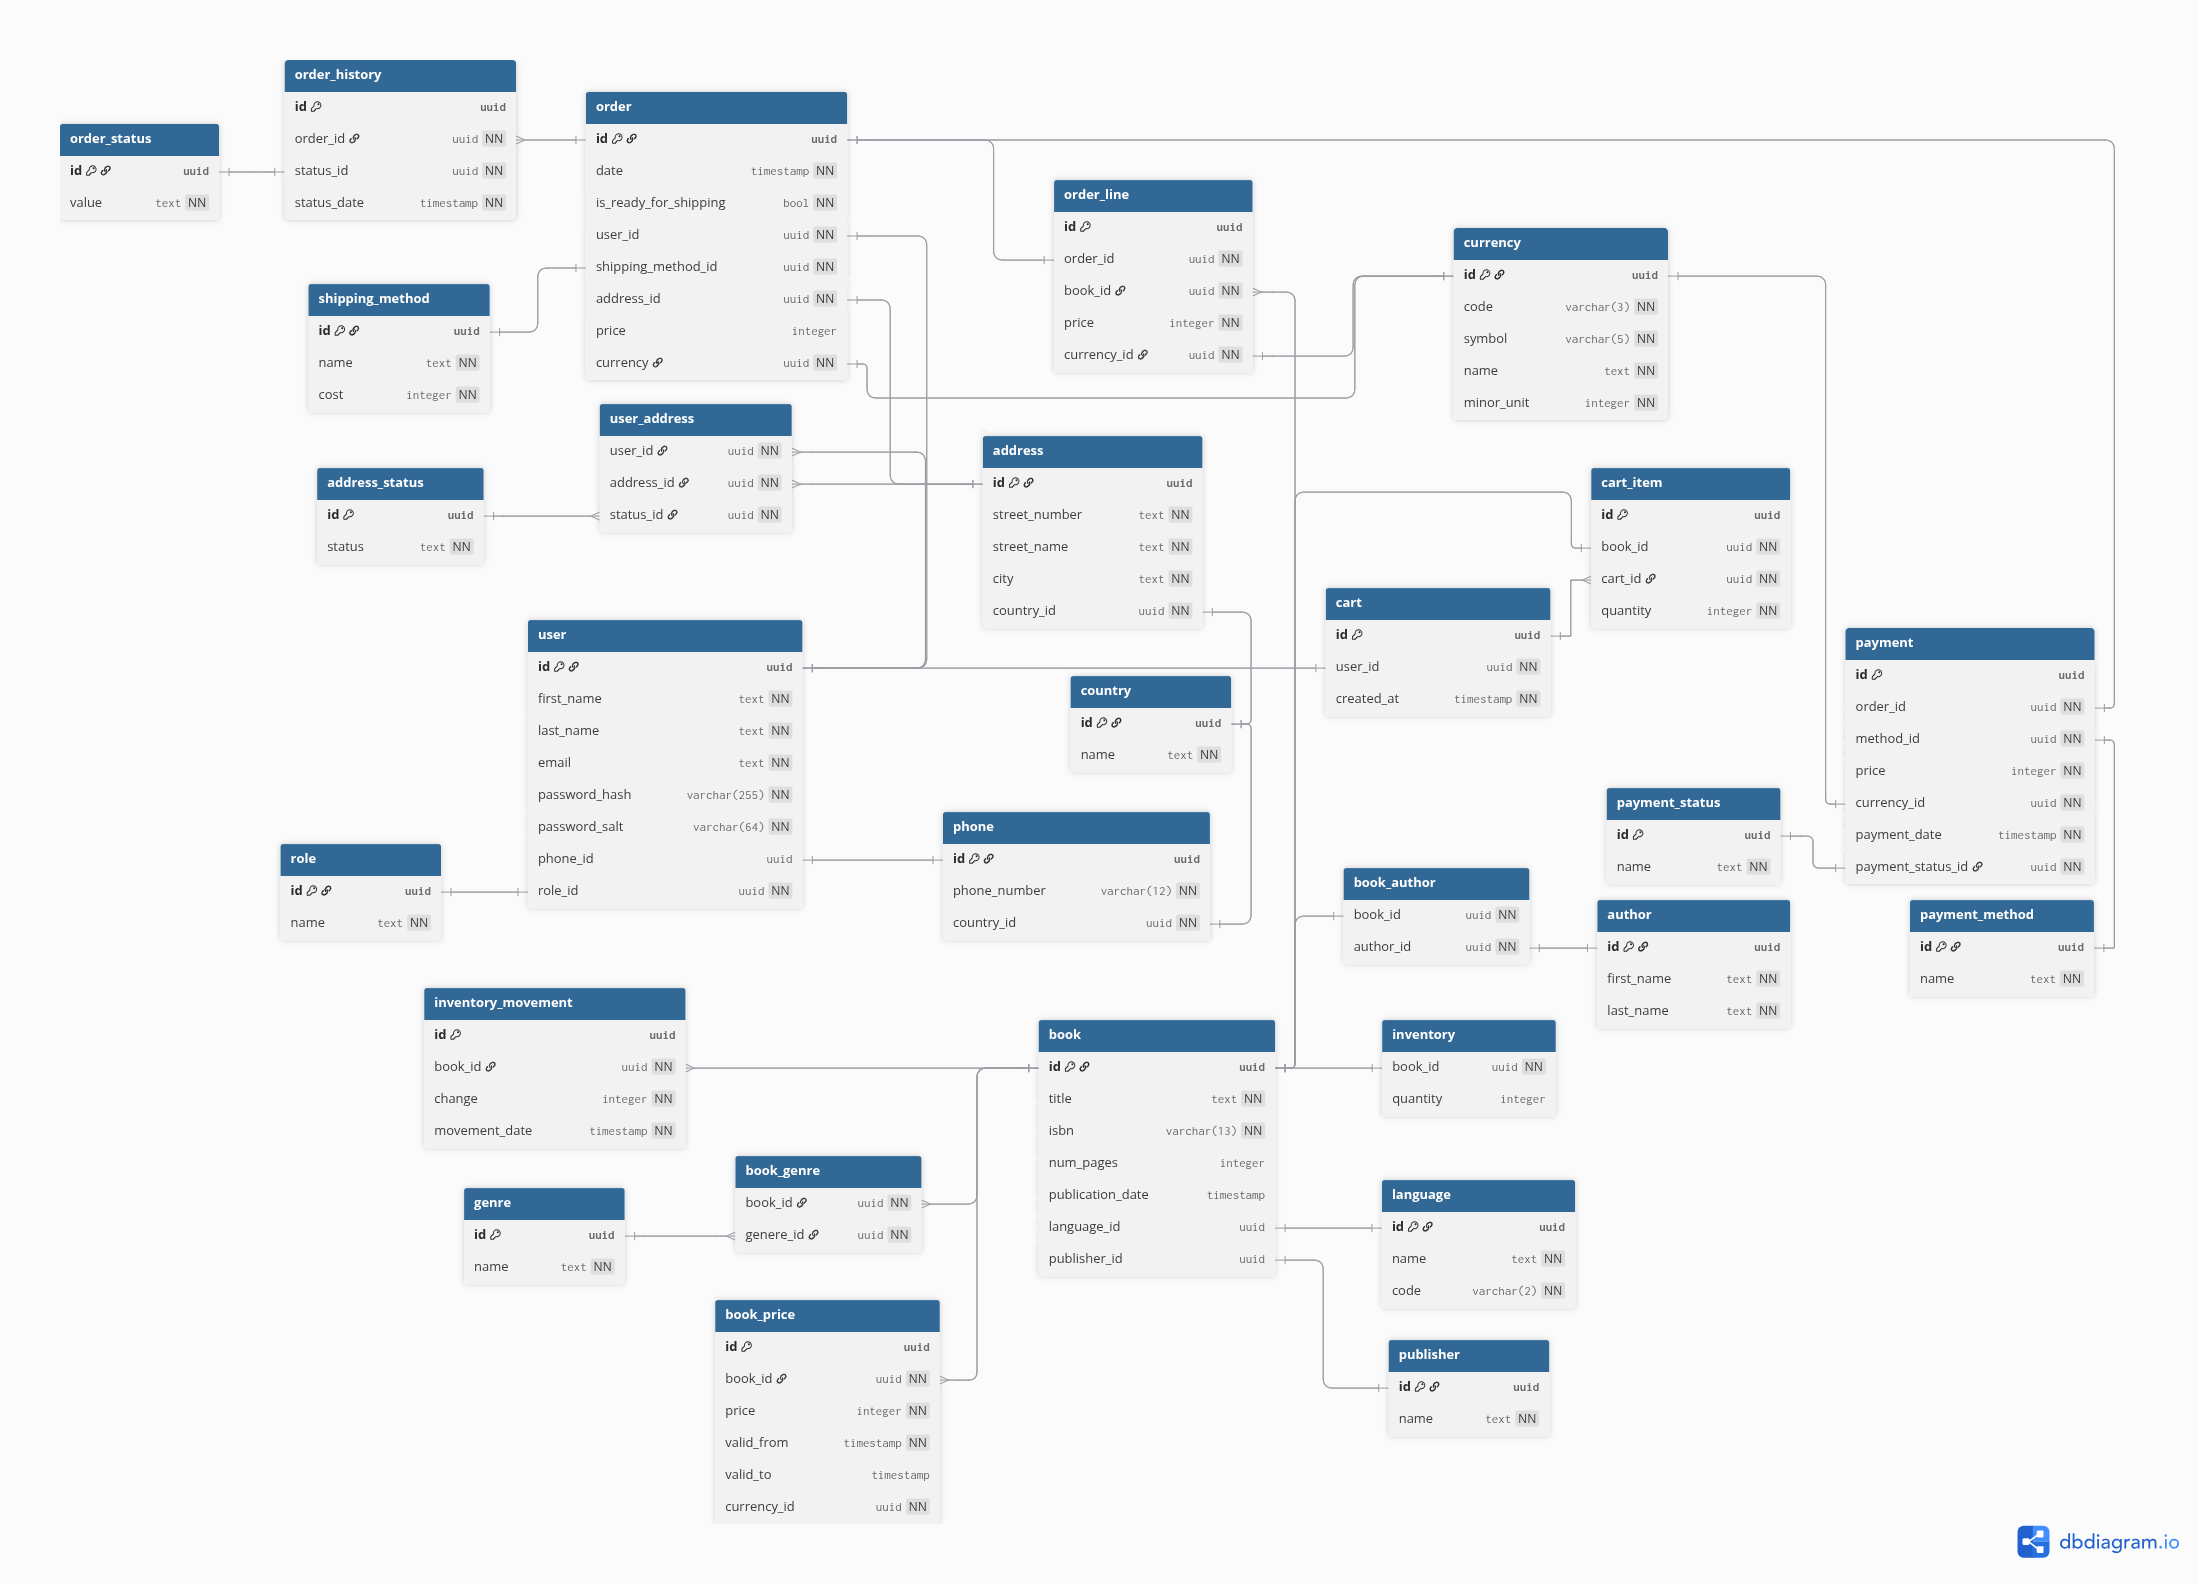 order_history
id uuid
order_id uuid NN
status_id uuid NN
status_date timestamp NN
order_status
id uuid
value text NN
order
id uuid
date timestamp NN
is_ready_for_shipping bool NN
user_id uuid NN
shipping_method_id uuid NN
address_id uuid NN
price integer
currency uuid NN
order_line
id uuid
order_id uuid NN
book_id uuid NN
price integer NN
currency_id uuid NN
currency
id uuid
code varchar(3) NN
symbol varchar(5) NN
name text NN
minor_unit integer NN
shipping_method
id uuid
name text NN
cost integer NN
user_address
user_id uuid NN
address_id uuid NN
status_id uuid NN
address
id uuid
street_number text NN
street_name text NN
city text NN
country_id uuid NN
address_status
id uuid
status text NN
cart_item
id uuid
book_id uuid NN
cart_id uuid NN
quantity integer NN
cart
id uuid
user_id uuid NN
created_at timestamp NN
user
id uuid
first_name text NN
last_name text NN
email text NN
password_hash varchar(255) NN
password_salt varchar(64) NN
phone_id uuid
role_id uuid NN
country
id uuid
name text NN
payment
id uuid
order_id uuid NN
method_id uuid NN
price integer NN
currency_id uuid NN
payment_date timestamp NN
payment_status_id uuid NN
payment_status
id uuid
name text NN
phone
id uuid
phone_number varchar(12) NN
country_id uuid NN
role
id uuid
name text NN
book_author
book_id uuid NN
author_id uuid NN
author
id uuid
first_name text NN
last_name text NN
payment_method
id uuid
name text NN
inventory_movement
id uuid
book_id uuid NN
change integer NN
movement_date timestamp NN
book
id uuid
title text NN
isbn varchar(13) NN
num_pages integer
publication_date timestamp
language_id uuid
publisher_id uuid
inventory
book_id uuid NN
quantity integer
book_genre
book_id uuid NN
genere_id uuid NN
genre
id uuid
name text NN
language
id uuid
name text NN
code varchar(2) NN
book_price
id uuid
book_id uuid NN
price integer NN
valid_from timestamp NN
valid_to timestamp
currency_id uuid NN
publisher
id uuid
name text NN
dbdiagram.io